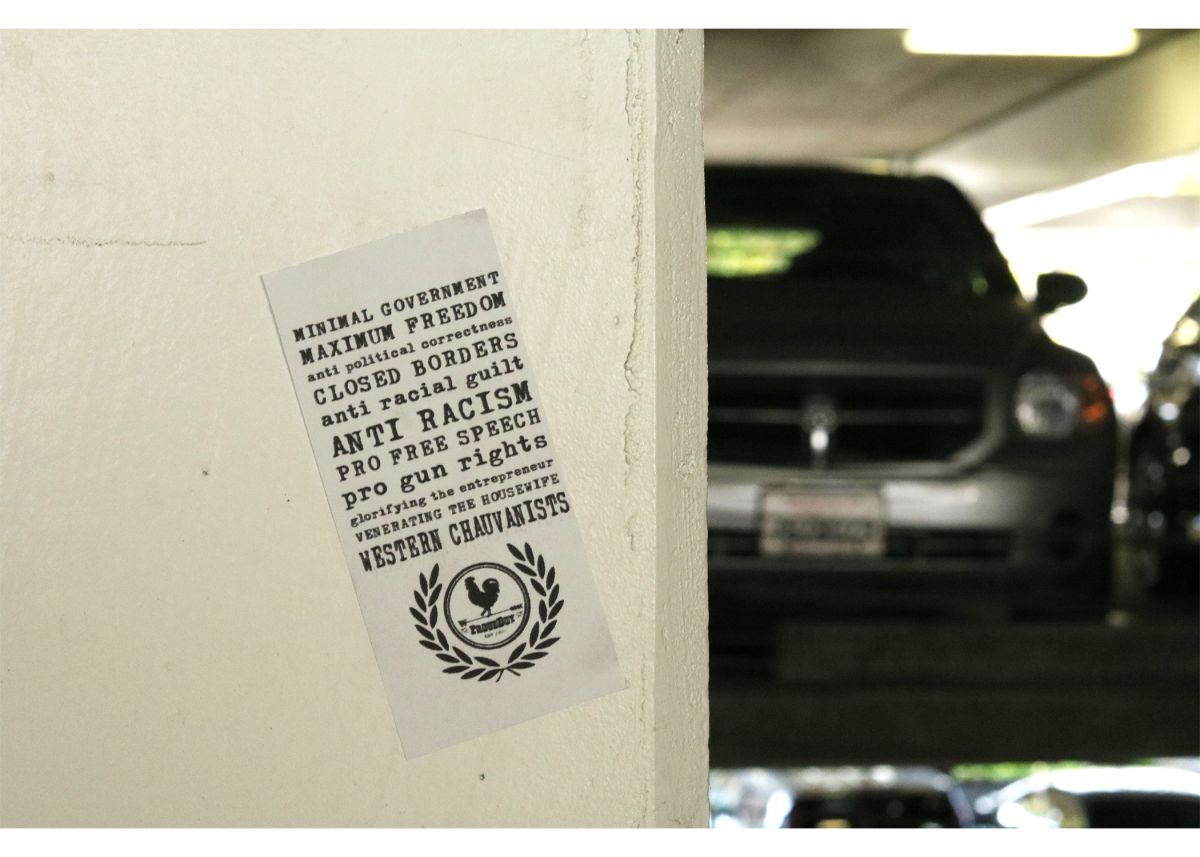 MINIMAL GOVERNMENT
MAXIMUM FREEDOM
anti political correctness
CLOSED BORDERS
anti racial guilt
ANTI RACISM
PRO FREE SPEECH
pro gun rights
glorifying the entrepreneur
VENERATING THE HOUSEWIFE
WESTERN CHAUVANISTS
W
PROUDBOY